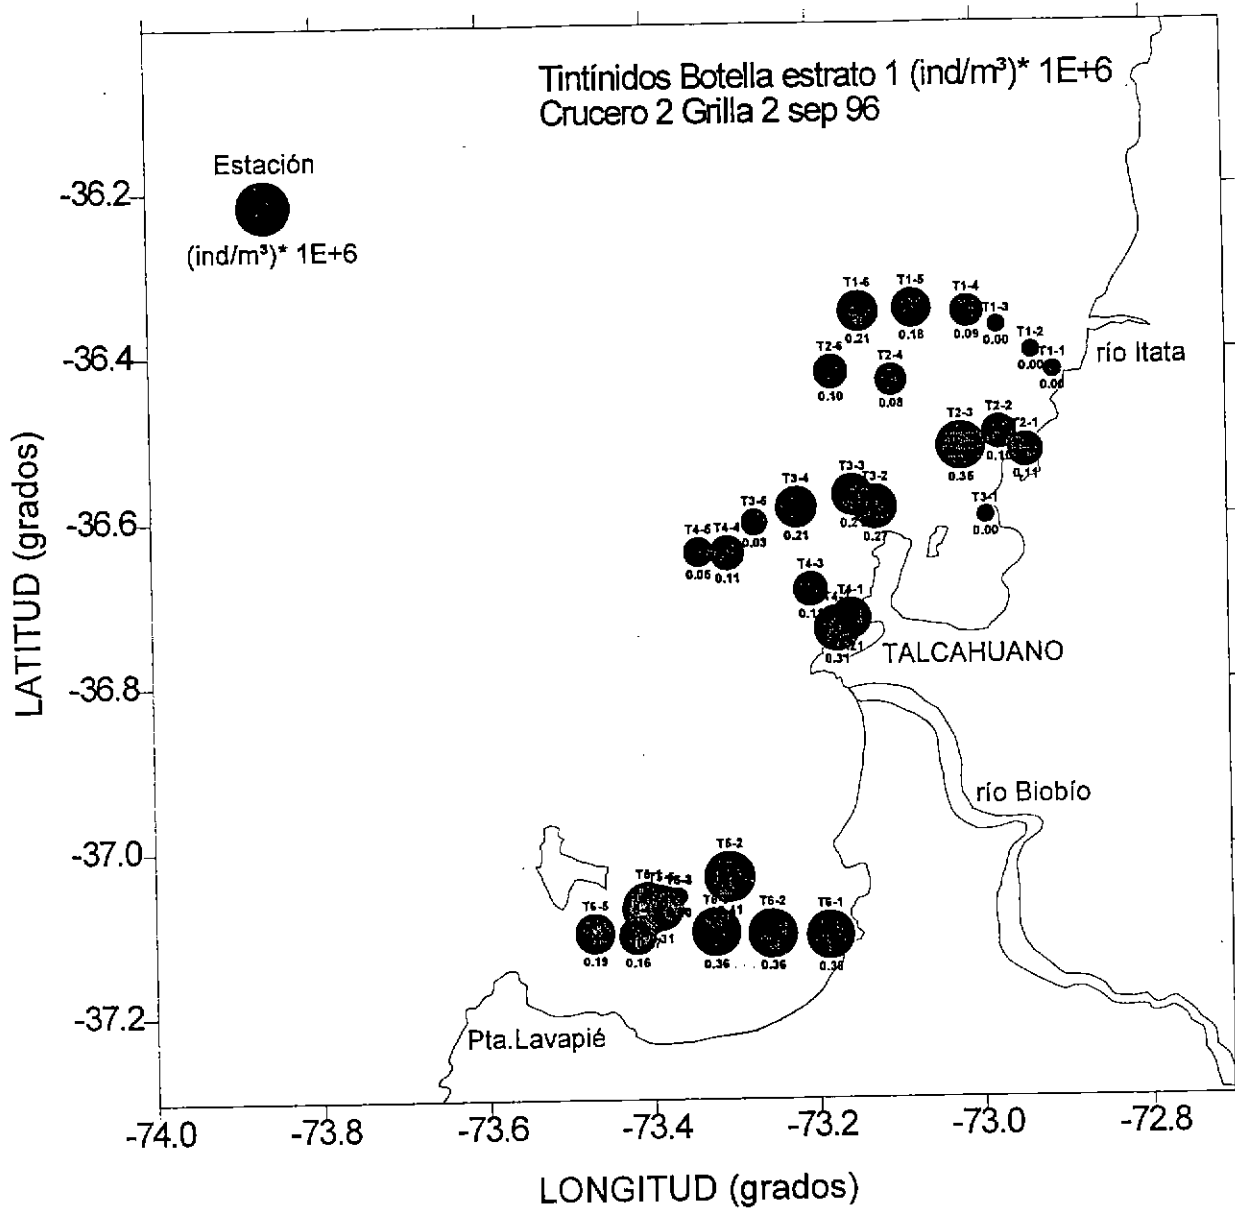 Tintínidos Botella estrato 1 (ind/m³)* 1E+6
Crucero 2 Grilla 2 sep 96
Estación
(ind/m³)* 1E+6
-36.2
-36.4
-36.6
-36.8
-37.0
-37.2
LATITUD (grados)
T1-6
0.21
T1-5
0.18
T1-4
0.09
T1-3
0.00
T1-2
0.00
T1-1
0.00
río Itata
0.10
T2-4
0.08
T2-3
0.35
T2-2
T2-1
0.11
T3-4
0.21
T3-3
T3-2
0.27
T3-1
0.00
T3-5
0.03
T4-5
0.05
T4-4
0.11
T4-3
T4-1
0.31
TALCAHUANO
río Biobío
T5-2
T6-5
0.19
0.16
0.36
T6-2
0.36
0.38
Pta.Lavapié
-74.0
-73.8
-73.6
-73.4
-73.2
-73.0
-72.8
LONGITUD (grados)